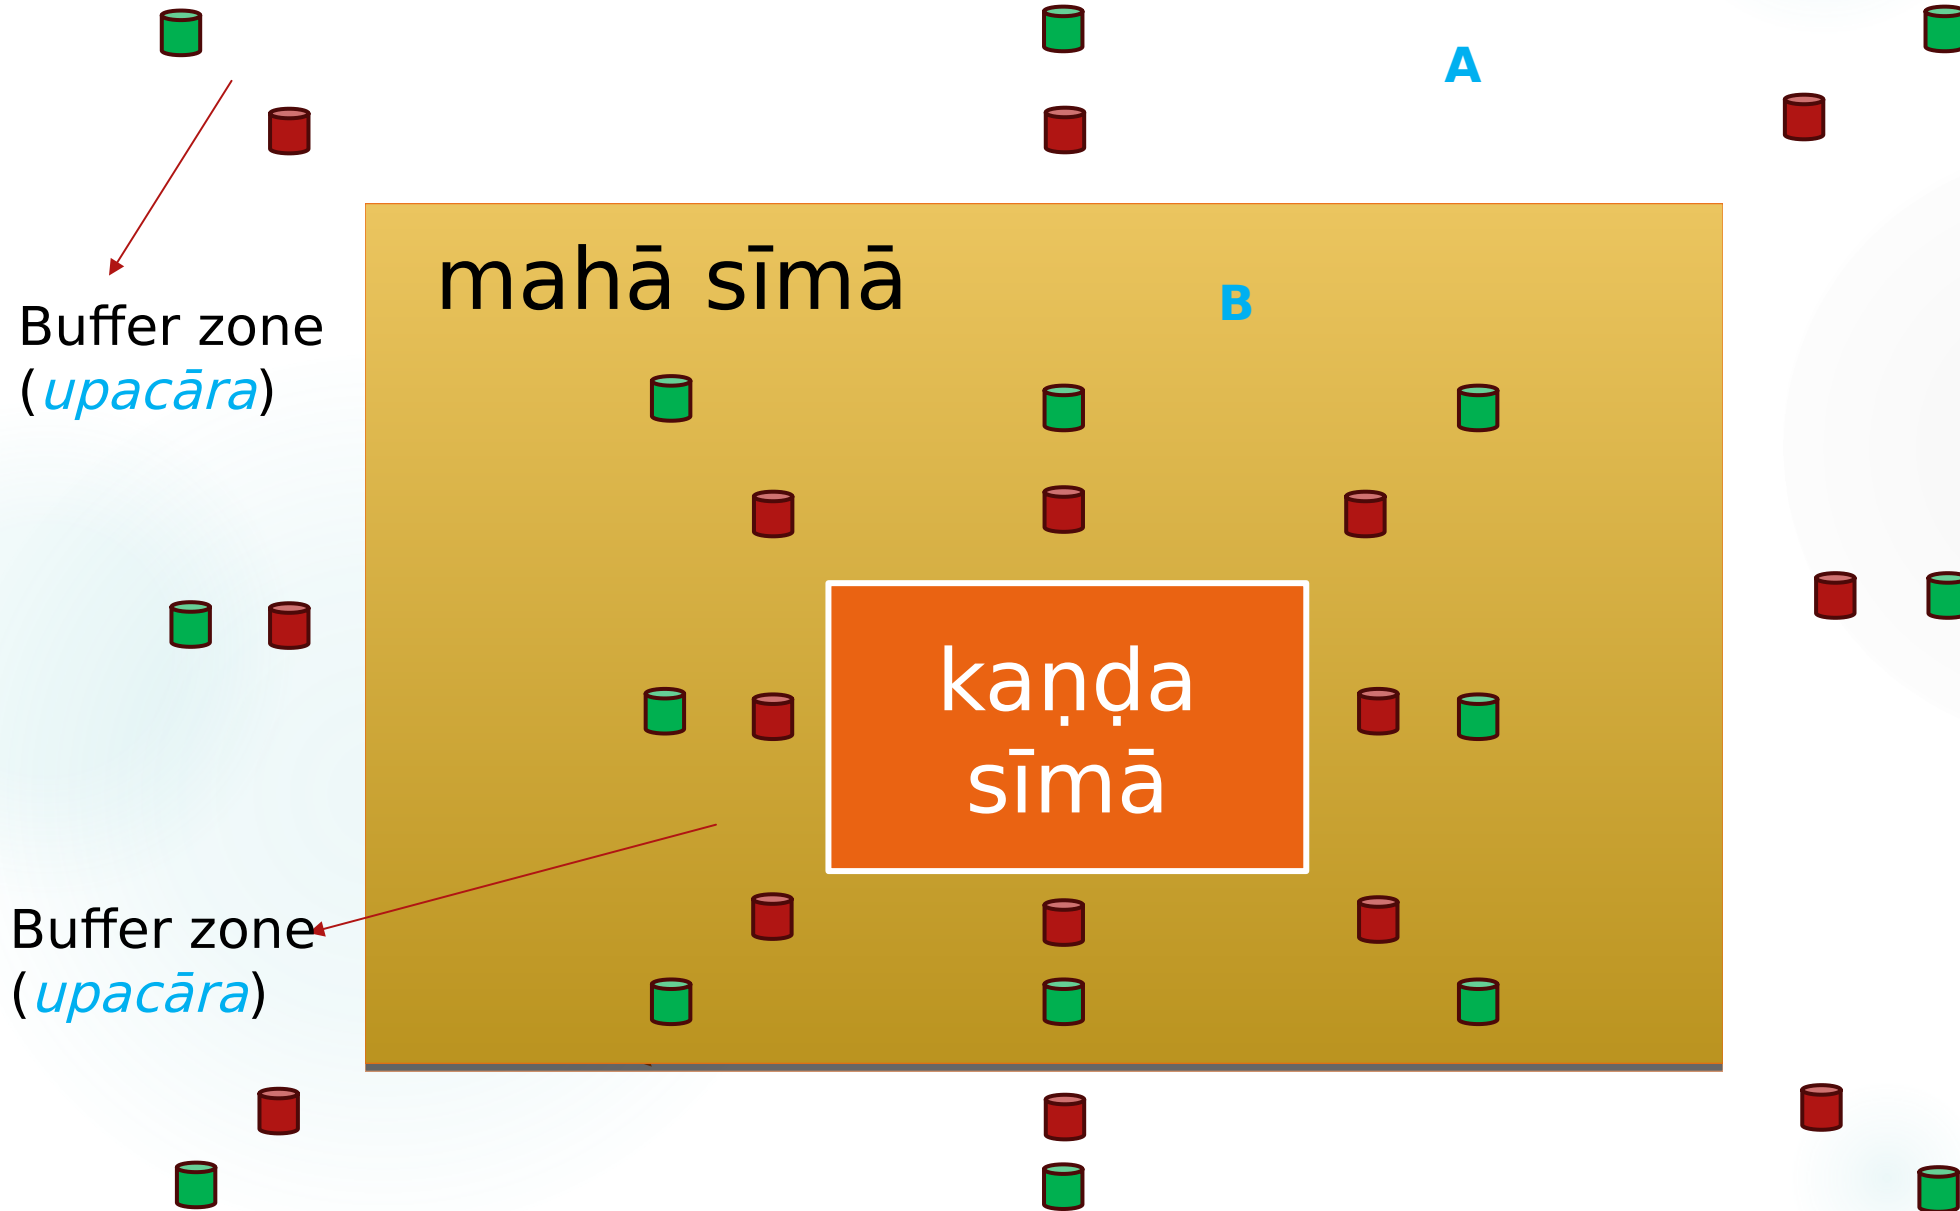 A
mahā sīmā
B
Buffer zone
(upacāra)
kaṇḍa
sīmā
Buffer zone
(upacāra)